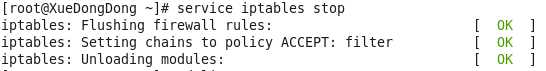 [root@XueDongDong ~]# service iptables stop
iptables: Flushing firewall rules: [ OK ]
iptables: Setting chains to policy ACCEPT: filter [ OK ]
iptables: Unloading modules: [ OK ]